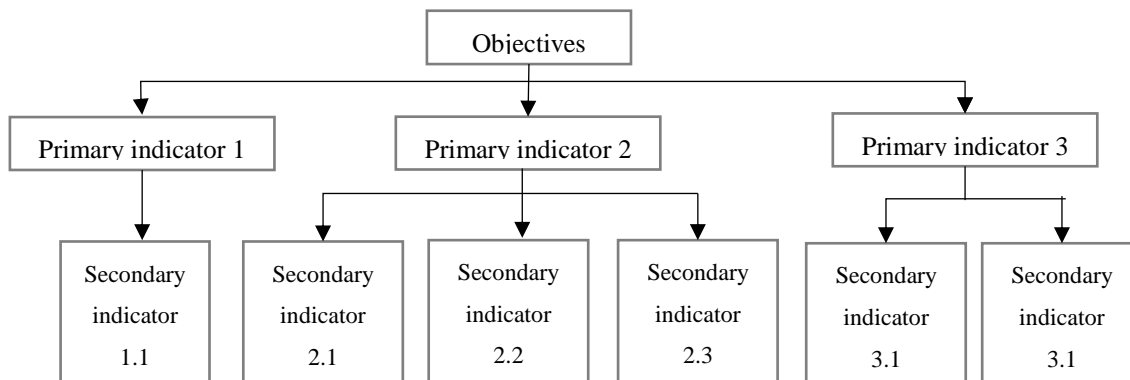 Objectives
Primary indicator 1
Primary indicator 2
Primary indicator 3
Secondary
indicator
1.1
Secondary
indicator
2.1
Secondary
indicator
2.2
Secondary
indicator
2.3
Secondary
indicator
3.1
Secondary
indicator
3.1